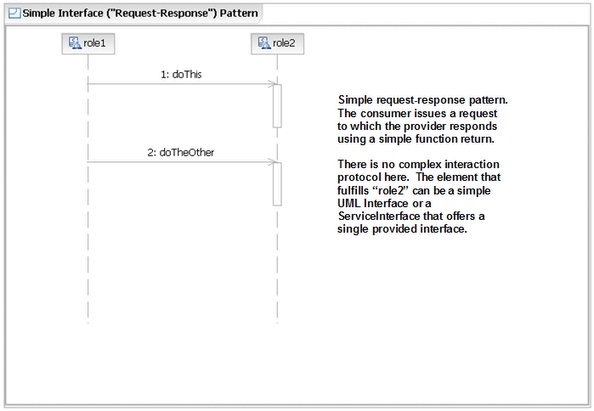 Simple Interface ("Request-Response") Pattern
role1
role2
1: doThis
2: doTheOther
Simple request-response pattern.
The consumer issues a request
to which the provider responds
using a simple function return.
There is no complex interaction
protocol here.  The element that
fulfills “role2” can be a simple
UML Interface or a
ServiceInterface that offers a
single provided interface.